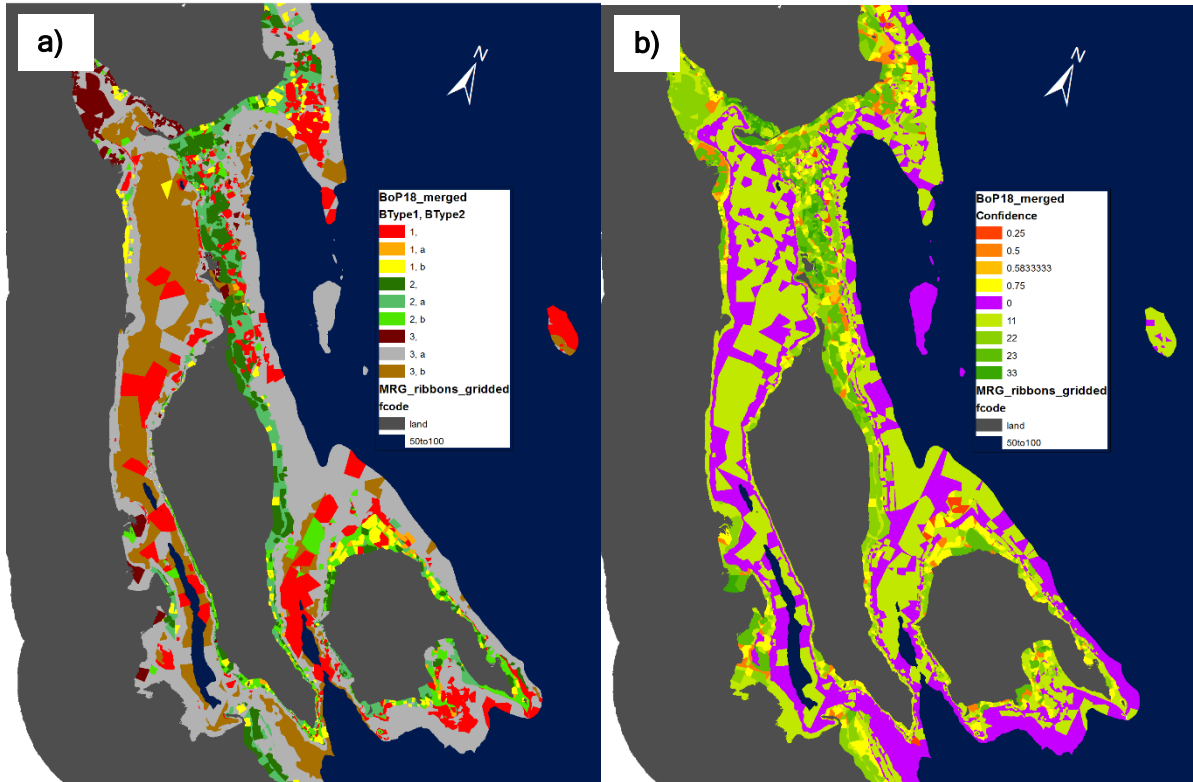 a)
N
BoP18_merged
BType1, BType2
1,
1, a
1, b
2,
2, a
2, b
3,
3, a
3, b
MRG_ribbons_gridded
fcode
land
50to100
b)
N
BoP18_merged
Confidence
0.25
0.5
0.5833333
0.75
0
11
22
23
33
MRG_ribbons_gridded
fcode
land
50to100